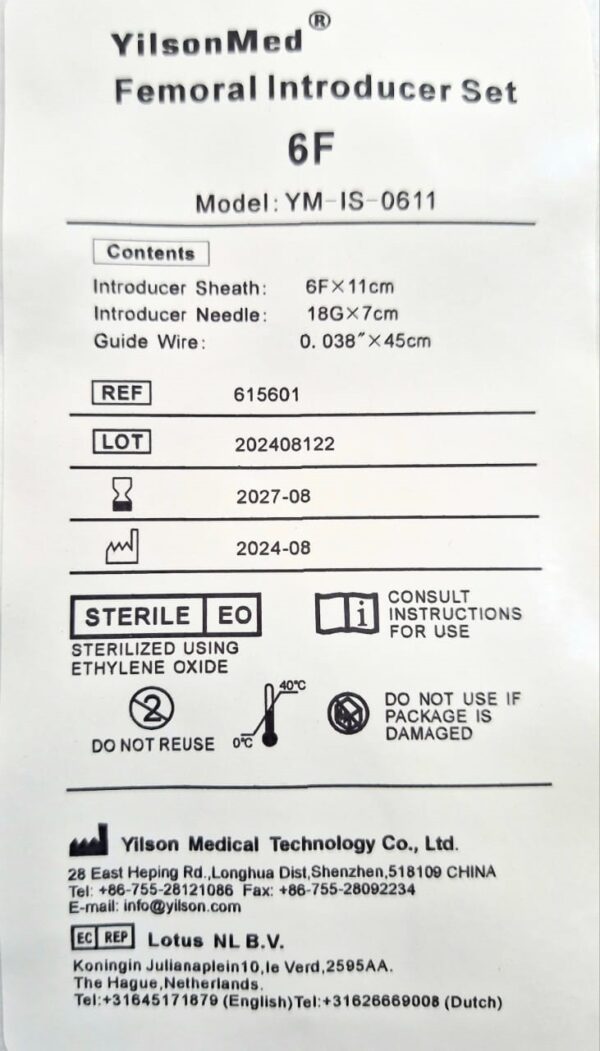 YilsonMed®
Femoral Introducer Set
6F
Model: YM-IS-0611
Contents
Introducer Sheath: 6F×11cm
Introducer Needle: 18G×7cm
Guide Wire: 0. 038″×45cm
REF 615601
LOT 202408122
2027-08
2024-08
STERILE EO
STERILIZED USING
ETHYLENE OXIDE
i CONSULT
INSTRUCTIONS
FOR USE
2
DO NOT REUSE
40℃
0℃
DO NOT USE IF
PACKAGE IS
DAMAGED
Yilson Medical Technology Co., Ltd.
28 East Heping Rd.,Longhua Dist,Shenzhen,518109 CHINA
Tel: +86-755-28121086 Fax: +86-755-28092234
E-mail: info@yilson.com
EC REP Lotus NL B.V.
Koningin Julianaplein10,le Verd,2595AA.
The Hague,Netherlands.
Tel:+31645171879 (English)Tel:+31626669008 (Dutch)